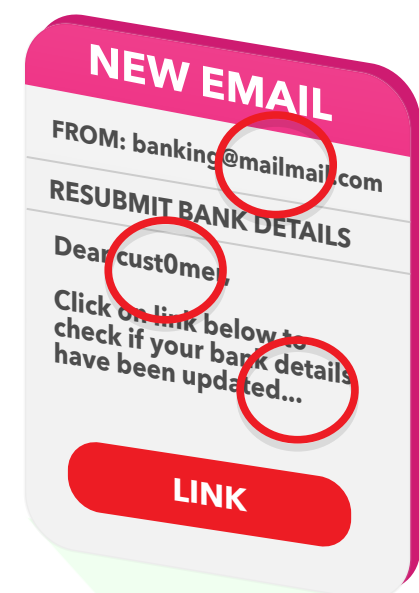 NEW EMAIL
FROM: banking@mailmail.com
RESUBMIT BANK DETAILS
Dear cust0mer,
Click on link below to
check if your bank details
have been updated...
LINK